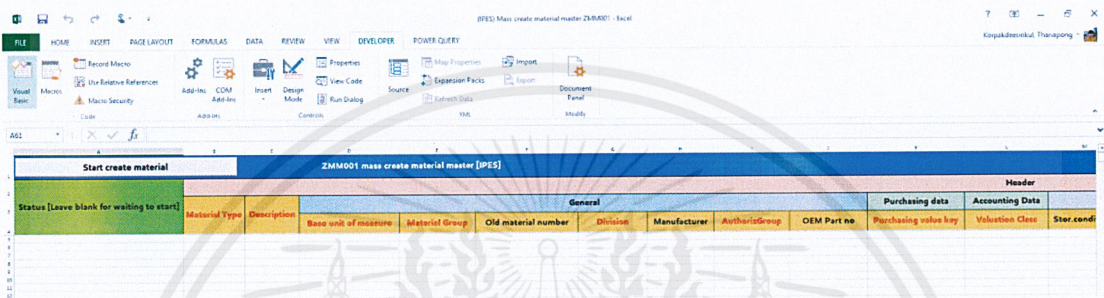 (IPES) Mass create material master ZMM001 - Excel
FILE HOME INSERT PAGE LAYOUT FORMULAS DATA REVIEW VIEW DEVELOPER POWER QUERY
Visual Basic
Macros
Record Macro
Use Relative References
Macro Security
Code
Add-Ins
COM Add-Ins
Add-Ins
Insert
Design Mode
Properties
View Code
Run Dialog
Controls
Source
Map Properties
Expansion Packs
Refresh Data
Import
Export
XML
Document Panel
Modify
A61
fx
Start create material
ZMM001 mass create material master [IPES]
Header
Status [Leave blank for waiting to start]
Material Type
Description
General
Purchasing data
Accounting Data
Base unit of measure
Material Group
Old material number
Division
Manufacturer
AuthorizGroup
OEM Part no
Purchasing value key
Valuation Class
Stor.condi